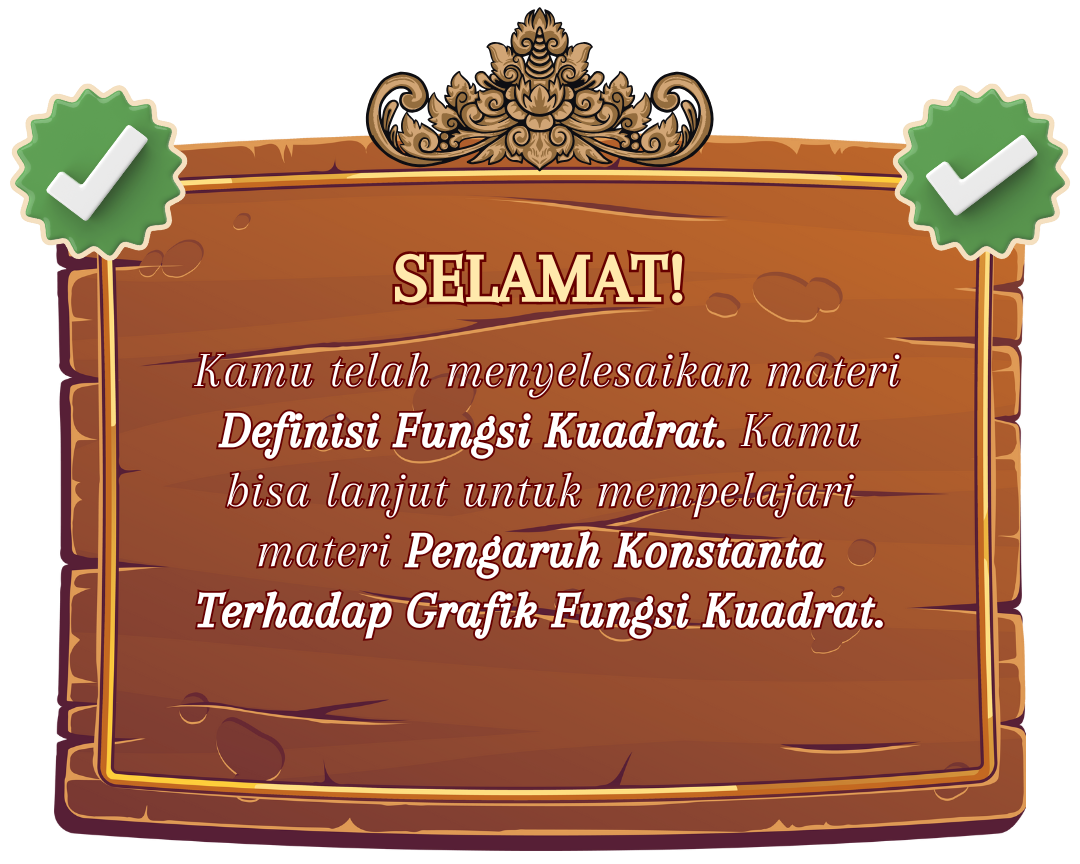 SELAMAT!
Kamu telah menyelesaikan materi
Definisi Fungsi Kuadrat. Kamu
bisa lanjut untuk mempelajari
materi Pengaruh Konstanta
Terhadap Grafik Fungsi Kuadrat.